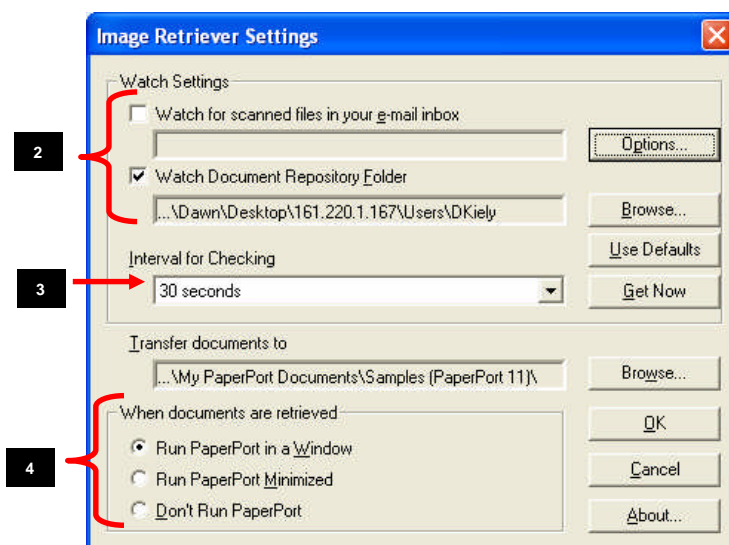 Image Retriever Settings
Watch Settings
Watch for scanned files in your e-mail inbox
2
Options...
Watch Document Repository Folder
...\Dawn\Desktop\161.220.1.167\Users\DKiely
Browse...
Use Defaults
Interval for Checking
3
30 seconds
Get Now
Transfer documents to
...\My PaperPort Documents\Samples (PaperPort 11)\
Browse...
When documents are retrieved
OK
Run PaperPort in a Window
4
Run PaperPort Minimized
Cancel
Don't Run PaperPort
About...